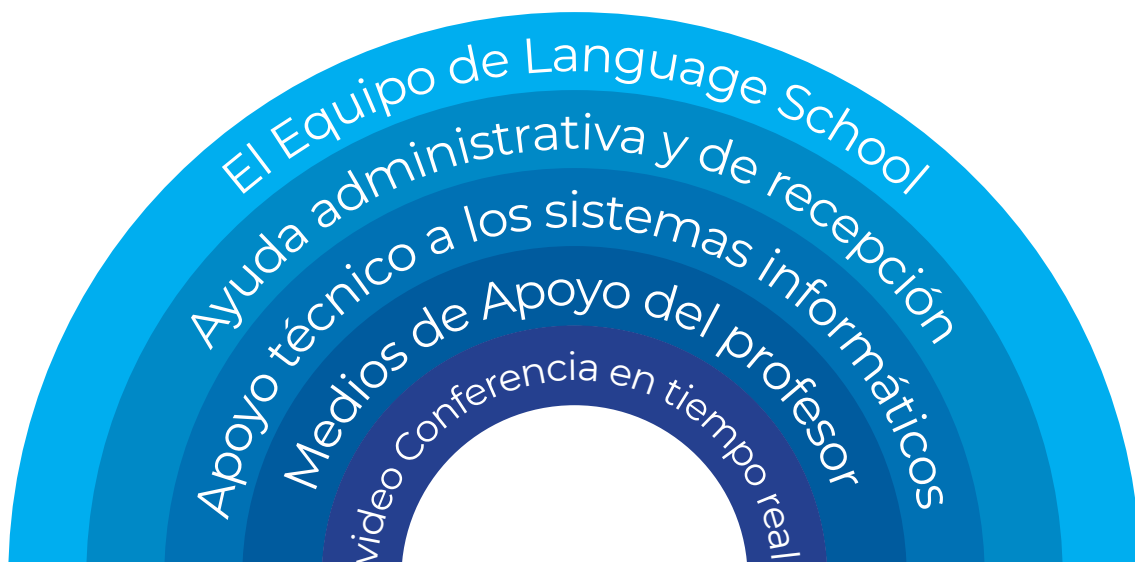 El Equipo de Language School
Ayuda administrativa y de recepción
Apoyo técnico a los sistemas informáticos
Medios de Apoyo del profesor
video Conferencia en tiempo real